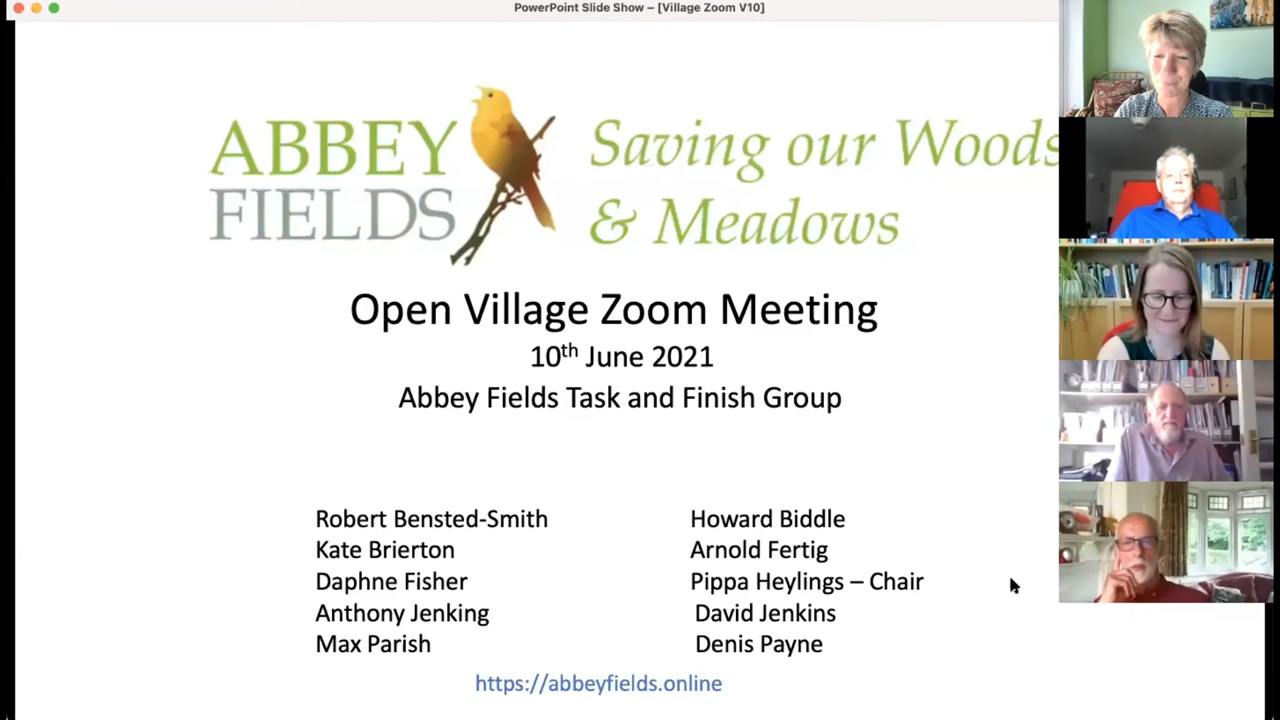 PowerPoint Slide Show – [Village Zoom V10]
ABBEY
FIELDS
Saving our Woods
& Meadows
Open Village Zoom Meeting
10th June 2021
Abbey Fields Task and Finish Group
Robert Bensted-Smith
Kate Brierton
Daphne Fisher
Anthony Jenking
Max Parish
Howard Biddle
Arnold Fertig
Pippa Heylings – Chair
David Jenkins
Denis Payne
https://abbeyfields.online